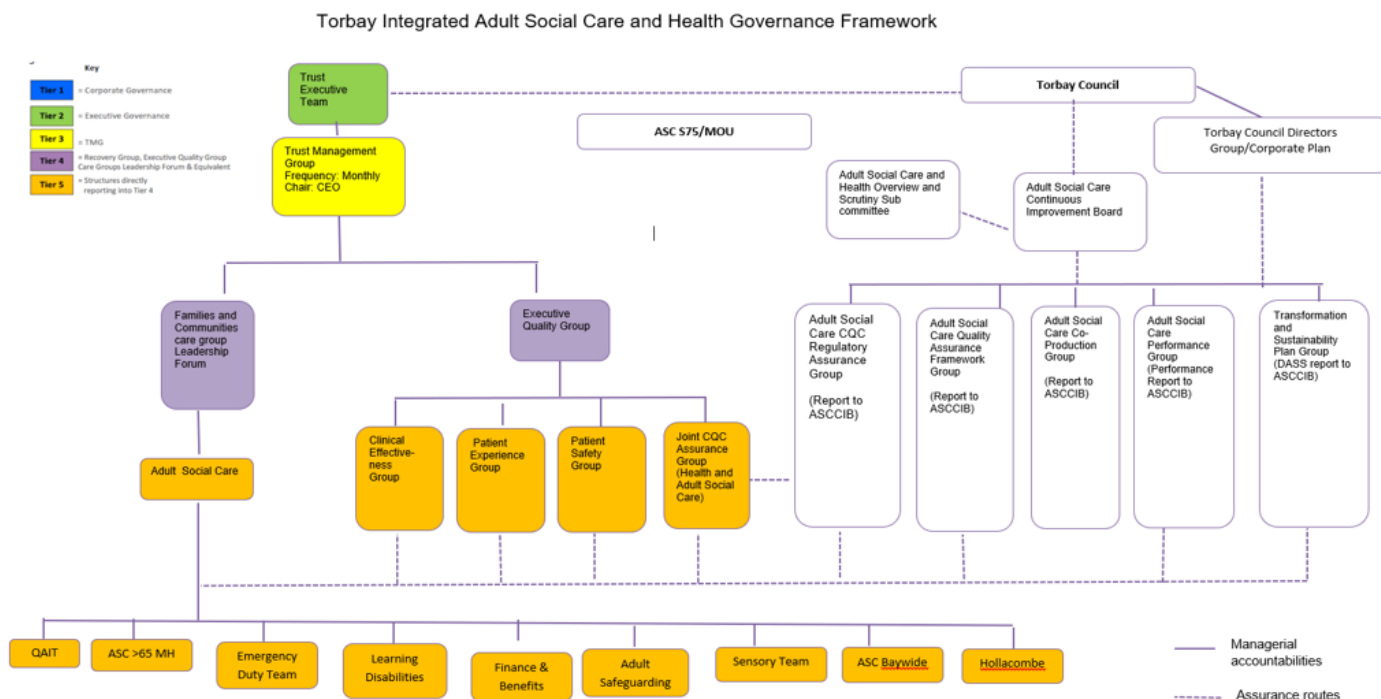 Torbay Integrated Adult Social Care and Health Governance Framework
Key
Tier 1 = Corporate Governance
Tier 2 = Executive Governance
Tier 3 = TMG
Tier 4 = Recovery Group, Executive Quality Group
Care Groups Leadership Forum & Equivalent
Tier 5 = Structures directly
reporting into Tier 4
Trust
Executive
Team
Trust Management
Group
Frequency: Monthly
Chair: CEO
ASC S75/MOU
Torbay Council
Torbay Council Directors
Group/Corporate Plan
Adult Social Care and
Health Overview and
Scrutiny Sub
committee
Adult Social Care
Continuous
Improvement Board
Families and
Communities
care group
Leadership
Forum
Executive
Quality Group
Adult Social
Care CQC
Regulatory
Assurance
Group
(Report to
ASCCIB)
Adult Social
Care Quality
Assurance
Framework
Group
(Report to
ASCCIB)
Adult Social
Care Co-
Production
Group
(Report to
ASCCIB)
Adult Social
Care
Performance
Group
(Performance
Report to
ASCCIB)
Transformation
and
Sustainability
Plan Group
(DASS report to
ASCCIB)
Adult Social Care
Clinical
Effective-
ness
Group
Patient
Experience
Group
Patient
Safety
Group
Joint CQC
Assurance
Group
(Health and
Adult Social
Care)
QAIT
ASC >65 MH
Emergency
Duty Team
Learning
Disabilities
Finance &
Benefits
Adult
Safeguarding
Sensory Team
ASC Baywide
Hollacombe
Managerial
accountabilities
Assurance routes